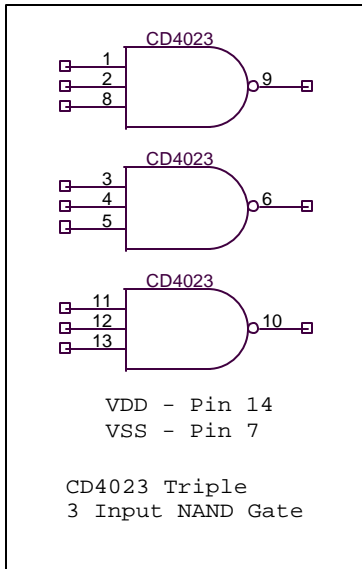 CD4023
1
2
8
9
CD4023
3
4
5
6
CD4023
11
12
13
10
VDD - Pin 14
VSS - Pin 7
CD4023 Triple
3 Input NAND Gate